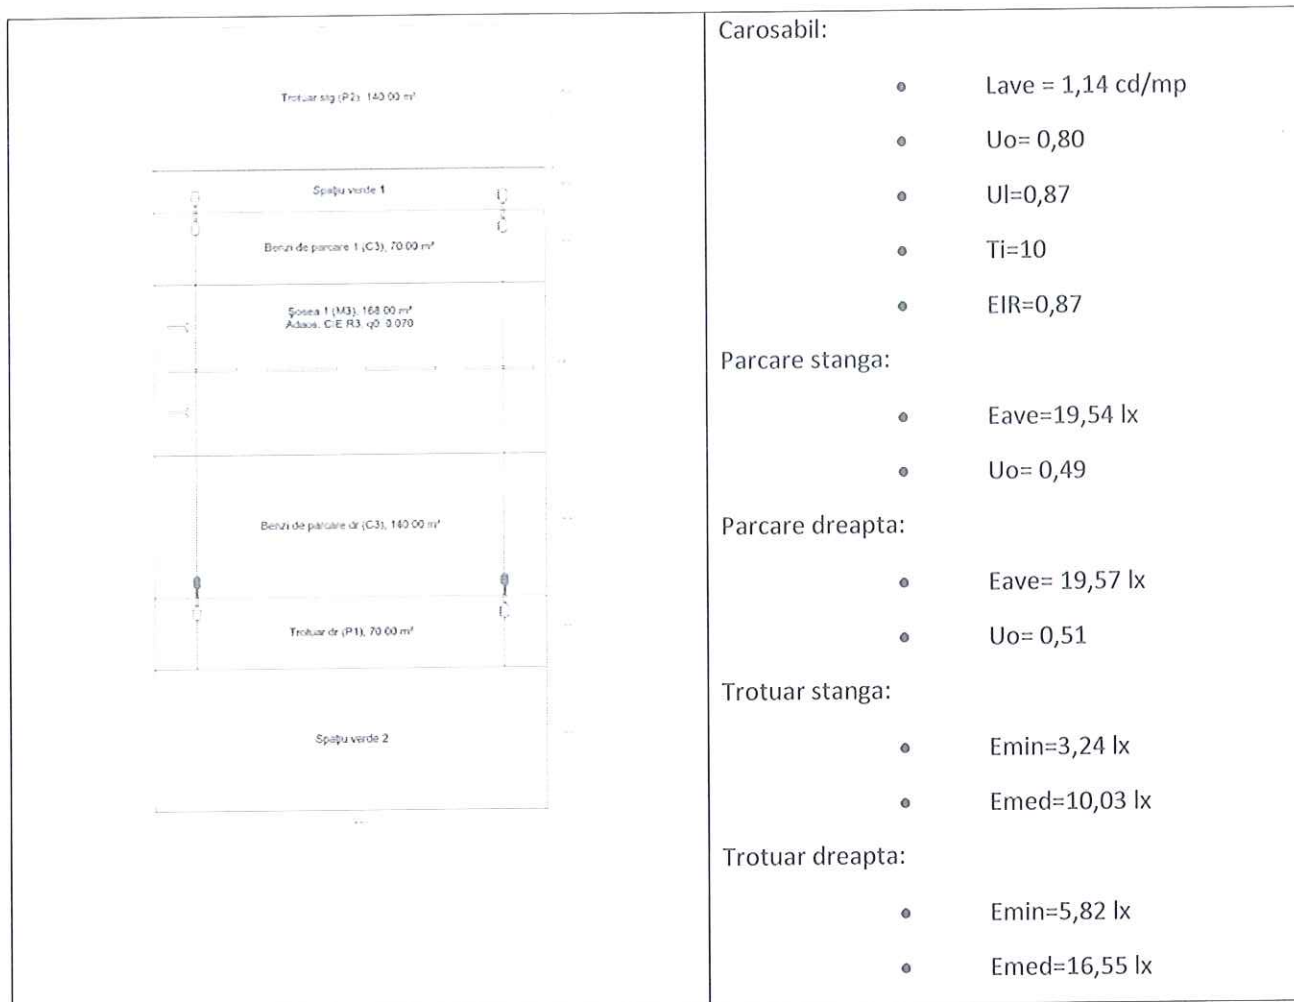 Trotuar stg (P2), 140.00 m²
Spațiu verde 1
Benzi de parcare 1 (C3), 70.00 m²
Șosea 1 (M3), 168.00 m²
Adaos: CIE R3, q0: 0.070
Benzi de parcare dr (C3), 140.00 m²
Trotuar dr (P1), 70.00 m²
Spațiu verde 2
Carosabil:
Lave = 1,14 cd/mp
Uo= 0,80
Ul=0,87
Ti=10
EIR=0,87
Parcare stanga:
Eave=19,54 lx
Uo= 0,49
Parcare dreapta:
Eave= 19,57 lx
Uo= 0,51
Trotuar stanga:
Emin=3,24 lx
Emed=10,03 lx
Trotuar dreapta:
Emin=5,82 lx
Emed=16,55 lx